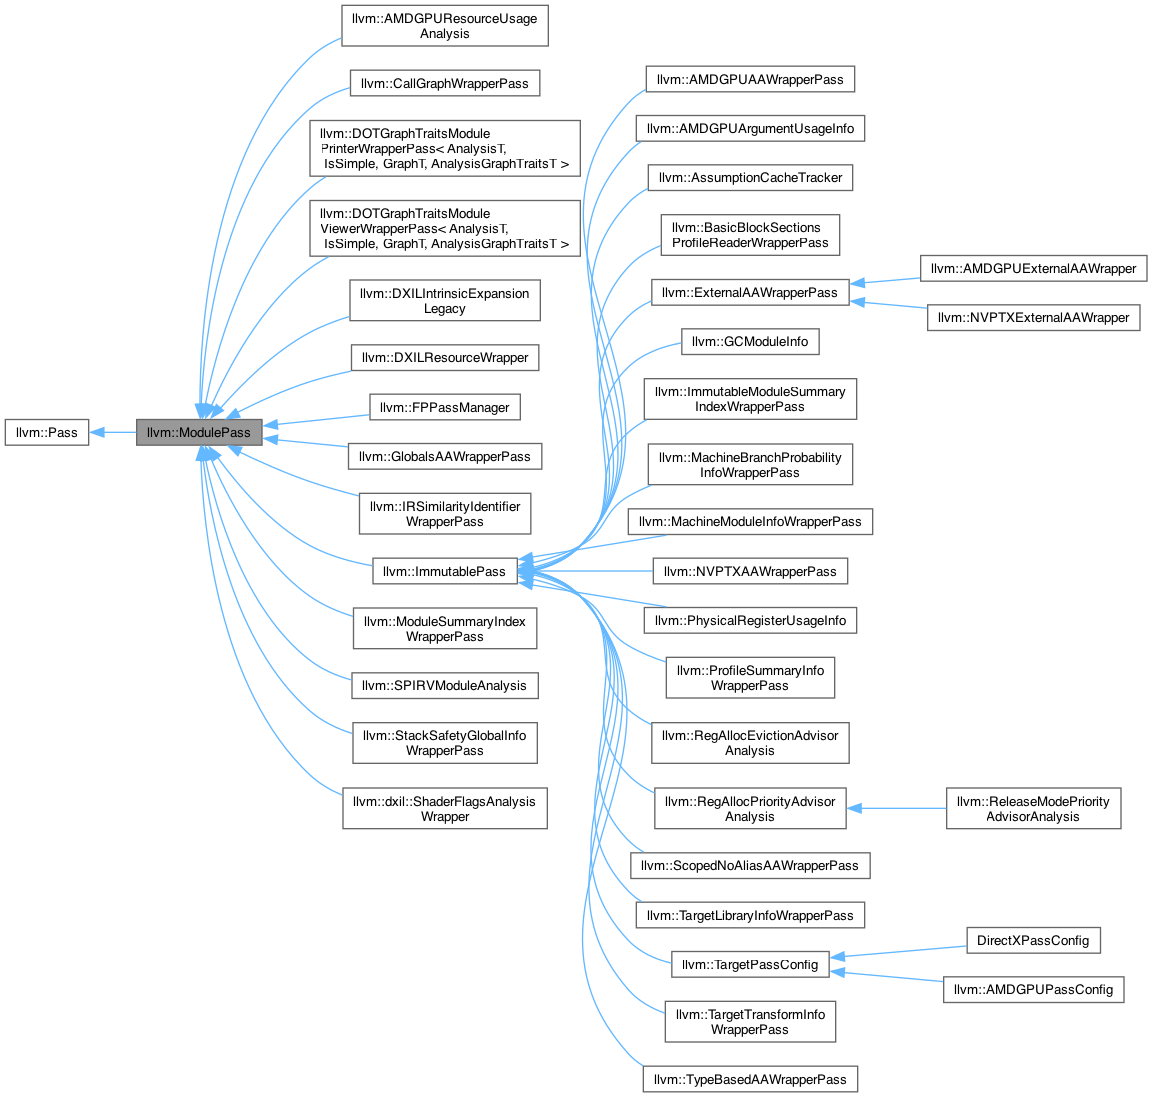 llvm::Pass
llvm::ModulePass
llvm::AMDGPUResourceUsage
Analysis
llvm::CallGraphWrapperPass
llvm::DOTGraphTraitsModule
PrinterWrapperPass< AnalysisT,
IsSimple, GraphT, AnalysisGraphTraitsT >
llvm::DOTGraphTraitsModule
ViewerWrapperPass< AnalysisT,
IsSimple, GraphT, AnalysisGraphTraitsT >
llvm::DXILIntrinsicExpansion
Legacy
llvm::DXILResourceWrapper
llvm::FPPassManager
llvm::GlobalsAAWrapperPass
llvm::IRSimilarityIdentifier
WrapperPass
llvm::ImmutablePass
llvm::ModuleSummaryIndex
WrapperPass
llvm::SPIRVModuleAnalysis
llvm::StackSafetyGlobalInfo
WrapperPass
llvm::dxil::ShaderFlagsAnalysis
Wrapper
llvm::AMDGPUAAWrapperPass
llvm::AMDGPUArgumentUsageInfo
llvm::AssumptionCacheTracker
llvm::BasicBlockSections
ProfileReaderWrapperPass
llvm::ExternalAAWrapperPass
llvm::GCModuleInfo
llvm::ImmutableModuleSummary
IndexWrapperPass
llvm::MachineBranchProbability
InfoWrapperPass
llvm::MachineModuleInfoWrapperPass
llvm::NVPTXAAWrapperPass
llvm::PhysicalRegisterUsageInfo
llvm::ProfileSummaryInfo
WrapperPass
llvm::RegAllocEvictionAdvisor
Analysis
llvm::RegAllocPriorityAdvisor
Analysis
llvm::ScopedNoAliasAAWrapperPass
llvm::TargetLibraryInfoWrapperPass
llvm::TargetPassConfig
llvm::TargetTransformInfo
WrapperPass
llvm::TypeBasedAAWrapperPass
llvm::AMDGPUExternalAAWrapper
llvm::NVPTXExternalAAWrapper
llvm::ReleaseModePriority
AdvisorAnalysis
DirectXPassConfig
llvm::AMDGPUPassConfig